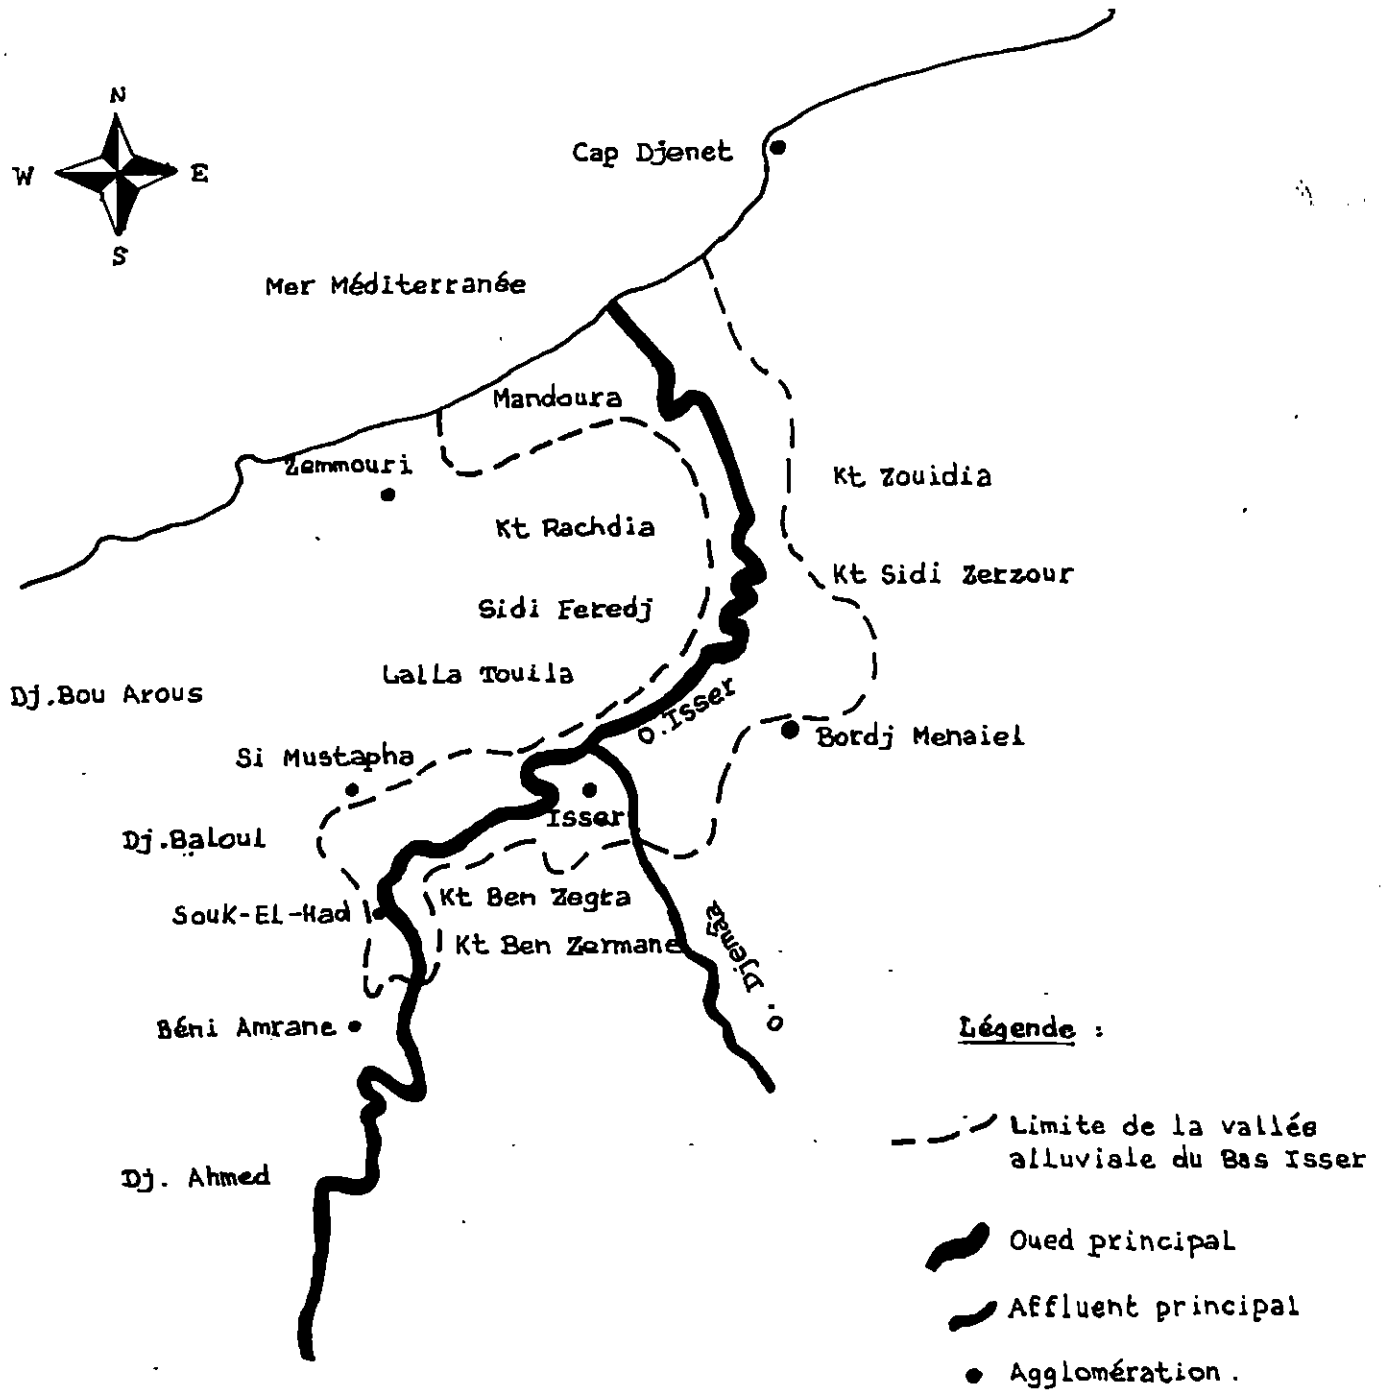 N
Cap Djenet
W
E
S
Mer Méditerranée
Mandoura
Zemmouri
Kt Zouidia
Kt Rachdia
Kt Sidi Zerzour
Sidi Feredj
Lalla Touila
Dj.Bou Arous
O.Isser
Bordj Menaiel
Si Mustapha
Isser
Dj.Baloul
Kt Ben Zegra
Souk-El-Had
Kt Ben Zermane
O. Djemâa
Béni Amrane
Légende :
Limite de la vallée
alluviale du Bas Isser
Dj. Ahmed
Oued principal
Affluent principal
Agglomération .